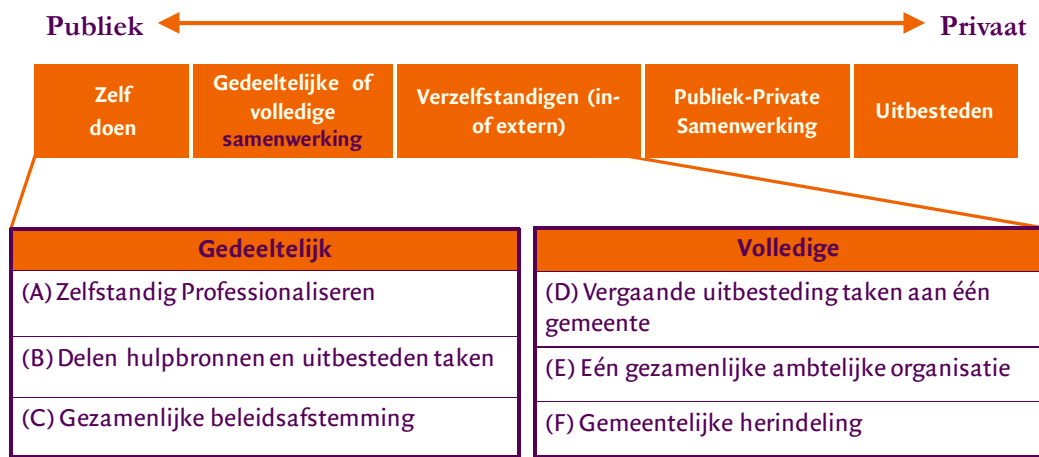 Publiek
Privaat
Zelf
doen
Gedeeltelijke of
volledige
samenwerking
Verzelfstandigen (in-
of extern)
Publiek-Private
Samenwerking
Uitbesteden
Gedeeltelijk
(A) Zelfstandig Professionaliseren
(B) Delen hulpbronnen en uitbesteden taken
(C) Gezamenlijke beleidsafstemming
Volledige
(D) Vergaande uitbesteding taken aan één
gemeente
(E) Eén gezamenlijke ambtelijke organisatie
(F) Gemeentelijke herindeling